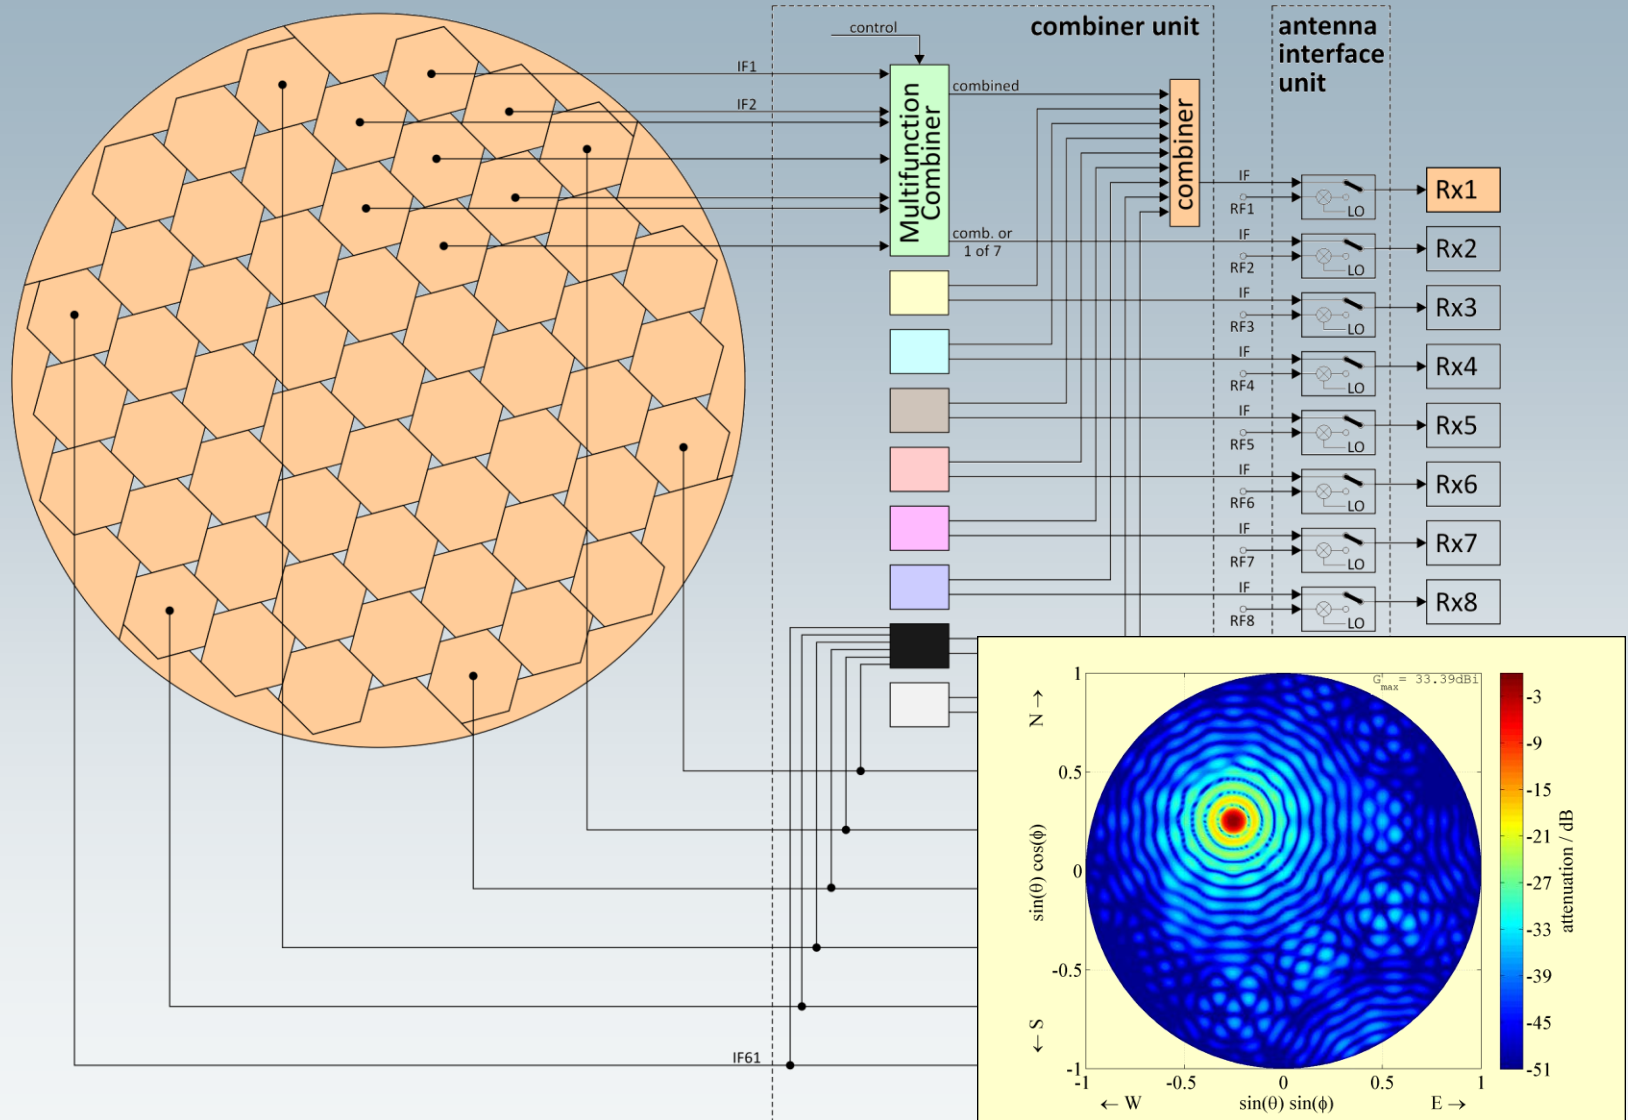 combiner unit
antenna
interface
unit
control
IF1
IF2
Multifunction
Combiner
combined
comb. or
1 of 7
combiner
IF
RF1
LO
Rx1
IF
RF2
LO
Rx2
IF
RF3
LO
Rx3
IF
RF4
LO
Rx4
IF
RF5
LO
Rx5
IF
RF6
LO
Rx6
IF
RF7
LO
Rx7
IF
RF8
LO
Rx8
IF61
G'max = 33.39dBi
N →
sin(θ) cos(ϕ)
← S
1
0.5
0
-0.5
-1
-1
-0.5
0
0.5
1
← W
sin(θ) sin(ϕ)
E →
-3
-9
-15
-21
-27
-33
-39
-45
-51
attenuation / dB